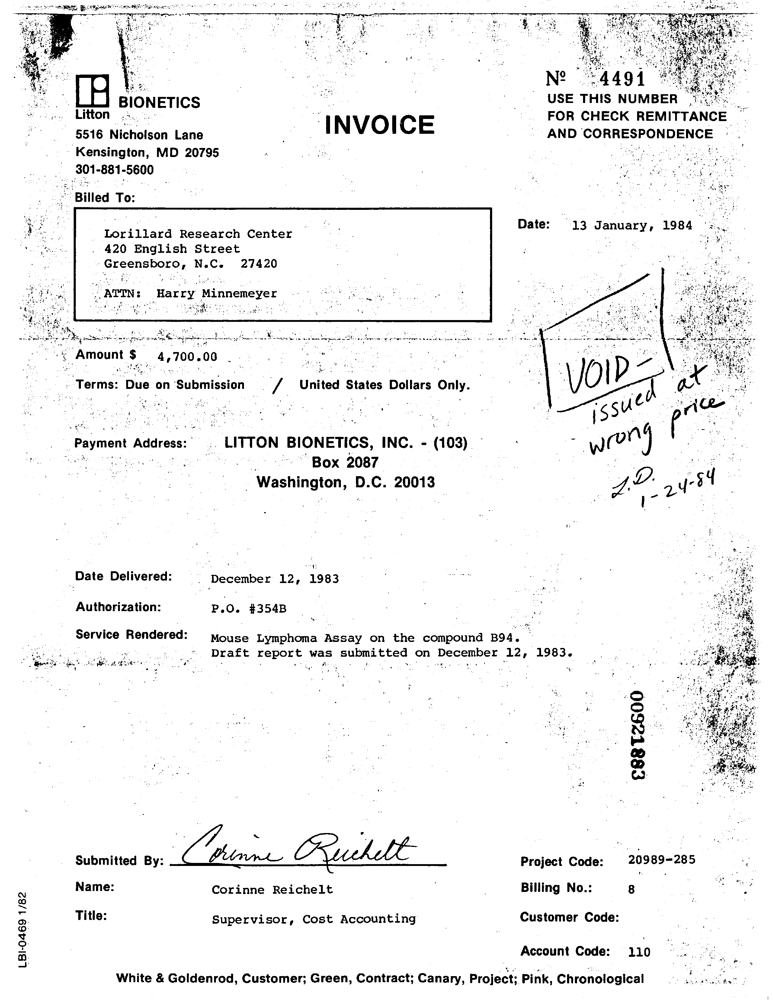 Nº 4491
USE THIS NUMBER
FOR CHECK REMITTANCE
AND CORRESPONDENCE
Litton BIONETICS
5516 Nicholson Lane
Kensington, MD 20795
301-881-5600
INVOICE
Billed To:
Lorillard Research Center
420 English Street
Greensboro, N.C. 27420
ATTN: Harry Minnemeyer
Date: 13 January, 1984
Amount $ 4,700.00
Terms: Due on Submission / United States Dollars Only.
VOID -
issued at
wrong price
L.D.
1-24-84
Payment Address: LITTON BIONETICS, INC. - (103)
Box 2087
Washington, D.C. 20013
Date Delivered: December 12, 1983
Authorization: P.O. #354B
Service Rendered: Mouse Lymphoma Assay on the compound B94.
Draft report was submitted on December 12, 1983.
00921883
Submitted By: Corinne Reichelt
Name: Corinne Reichelt
Title: Supervisor, Cost Accounting
Project Code: 20989-285
Billing No.: 8
Customer Code:
Account Code: 110
LBI-0469 1/82
White & Goldenrod, Customer; Green, Contract; Canary, Project; Pink, Chronological